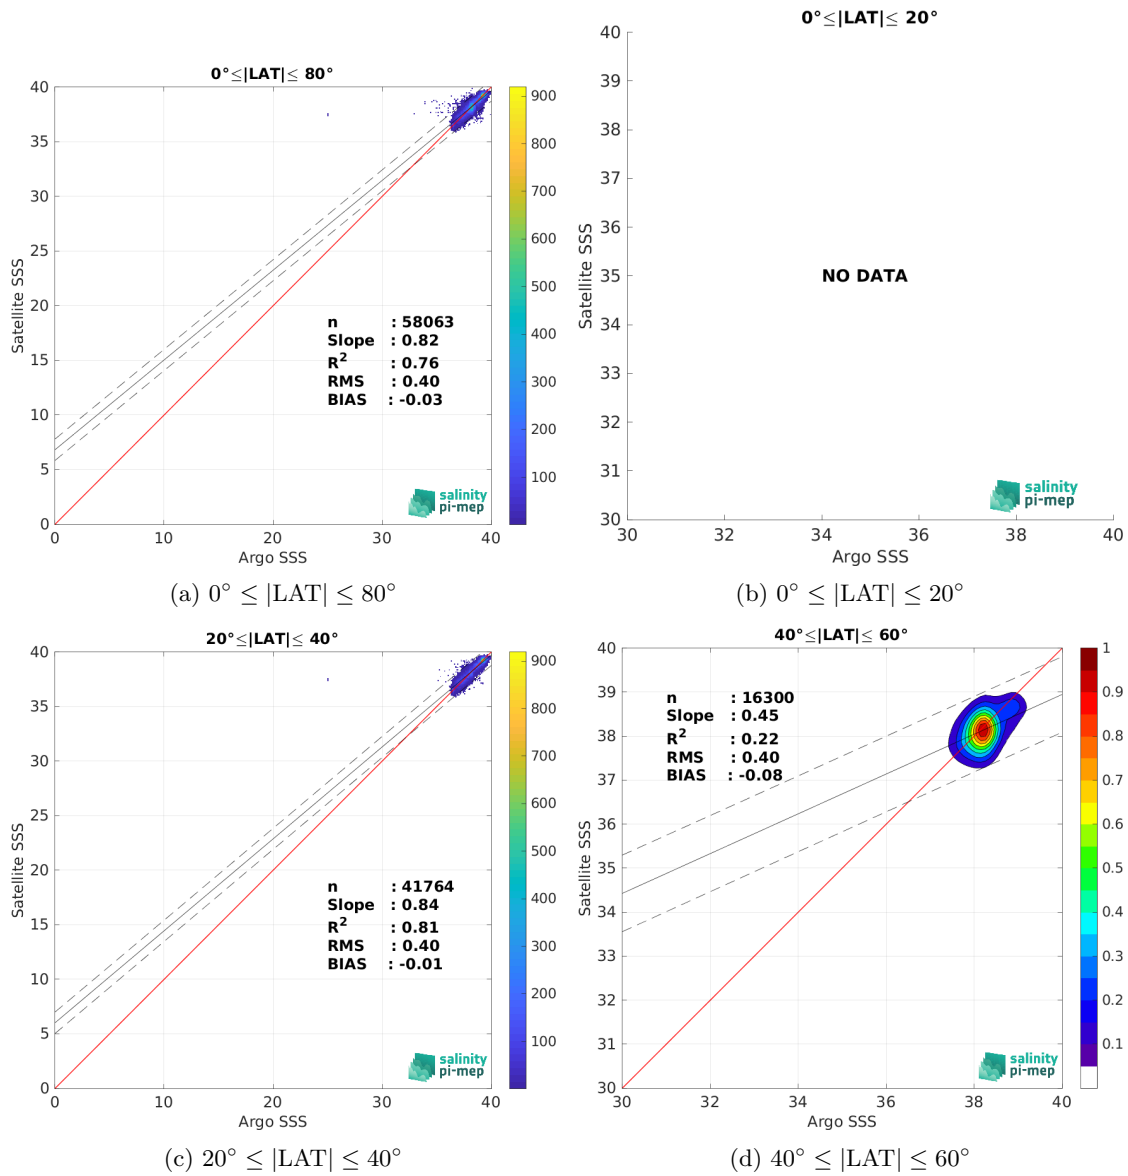 0°≤|LAT|≤ 80°
40
35
30
25
20
15
10
5
0
Satellite SSS
0
10
20
30
40
Argo SSS
n : 58063
Slope : 0.82
R2 : 0.76
RMS : 0.40
BIAS : -0.03
salinity
pi-mep
900
800
700
600
500
400
300
200
100
(a) 0° ≤ |LAT| ≤ 80°
0°≤|LAT|≤ 20°
40
39
38
37
36
35
34
33
32
31
30
Satellite SSS
NO DATA
salinity
pi-mep
30
32
34
36
38
40
Argo SSS
(b) 0° ≤ |LAT| ≤ 20°
20°≤|LAT|≤ 40°
40
35
30
25
20
15
10
5
0
Satellite SSS
0
10
20
30
40
Argo SSS
n : 41764
Slope : 0.84
R2 : 0.81
RMS : 0.40
BIAS : -0.01
salinity
pi-mep
900
800
700
600
500
400
300
200
100
(c) 20° ≤ |LAT| ≤ 40°
40°≤|LAT|≤ 60°
40
39
38
37
36
35
34
33
32
31
30
Satellite SSS
n : 16300
Slope : 0.45
R2 : 0.22
RMS : 0.40
BIAS : -0.08
salinity
pi-mep
30
32
34
36
38
40
Argo SSS
1
0.9
0.8
0.7
0.6
0.5
0.4
0.3
0.2
0.1
(d) 40° ≤ |LAT| ≤ 60°